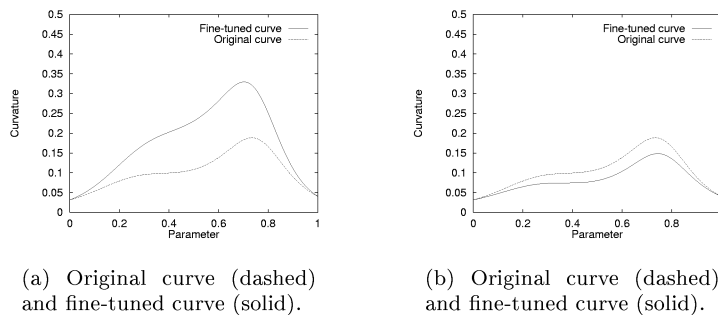 0.5
0.45
0.4
0.35
0.3
0.25
0.2
0.15
0.1
0.05
0
Curvature
Fine-tuned curve
Original curve
0 0.2 0.4 0.6 0.8 1
Parameter
(a) Original curve (dashed)
and fine-tuned curve (solid).
0.5
0.45
0.4
0.35
0.3
0.25
0.2
0.15
0.1
0.05
0
Curvature
Fine-tuned curve
Original curve
0 0.2 0.4 0.6 0.8
Parameter
(b) Original curve (dashed)
and fine-tuned curve (solid).